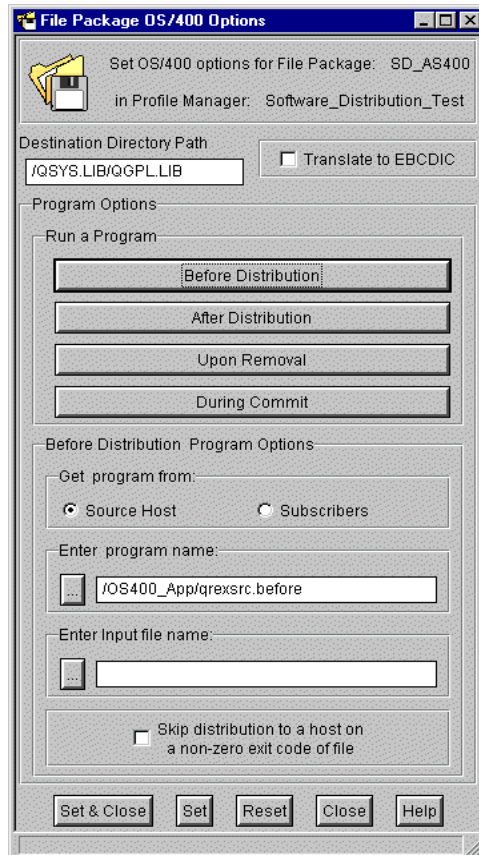 File Package OS/400 Options
Set OS/400 options for File Package: SD_AS400
in Profile Manager: Software_Distribution_Test
Destination Directory Path
/QSYS.LIB/QGPL.LIB
Translate to EBCDIC
Program Options
Run a Program
Before Distribution
After Distribution
Upon Removal
During Commit
Before Distribution Program Options
Get program from:
Source Host
Subscribers
Enter program name:
...
/OS400_App/qrexsrc.before
Enter Input file name:
...
Skip distribution to a host on
a non-zero exit code of file
Set & Close
Set
Reset
Close
Help